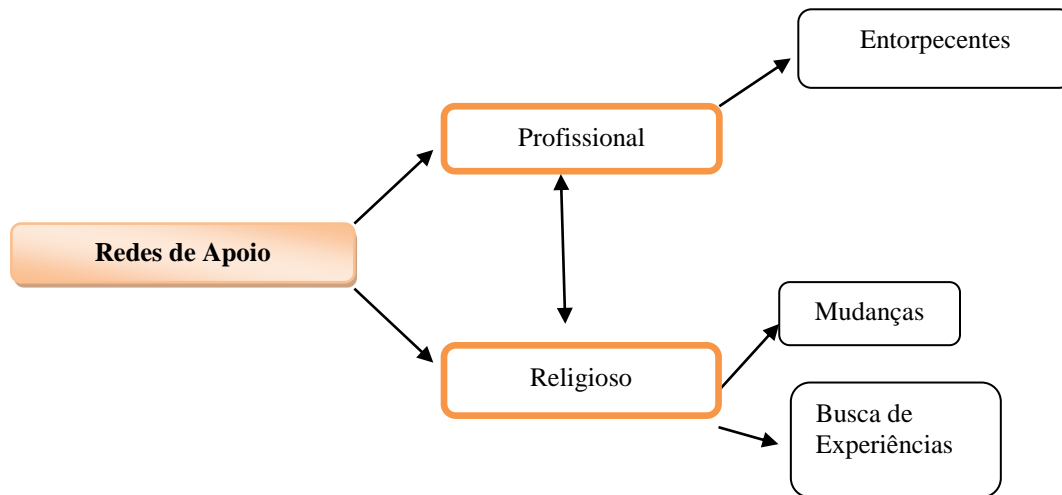 Entorpecentes
Profissional
Redes de Apoio
Mudanças
Religioso
Busca de
Experiências